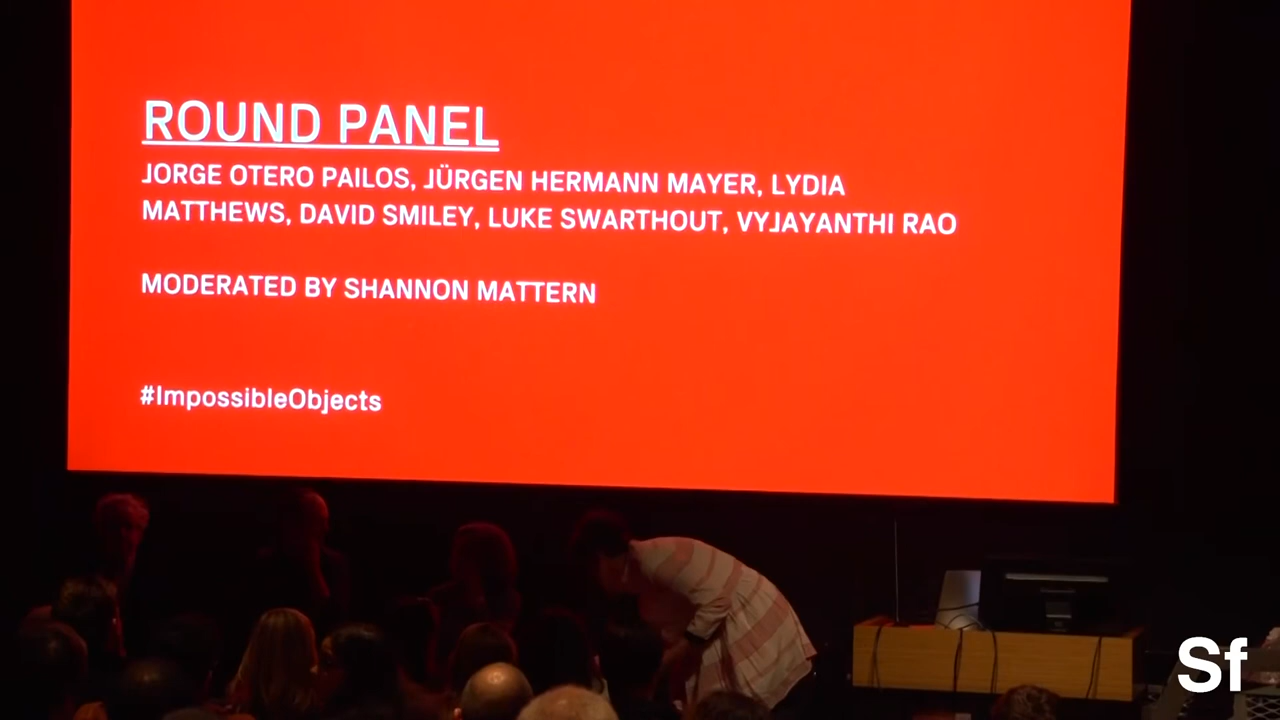 ROUND PANEL
JORGE OTERO PAILOS, JÜRGEN HERMANN MAYER, LYDIA
MATTHEWS, DAVID SMILEY, LUKE SWARTHOUT, VYJAYANTHI RAO
MODERATED BY SHANNON MATTERN
#ImpossibleObjects
Sf